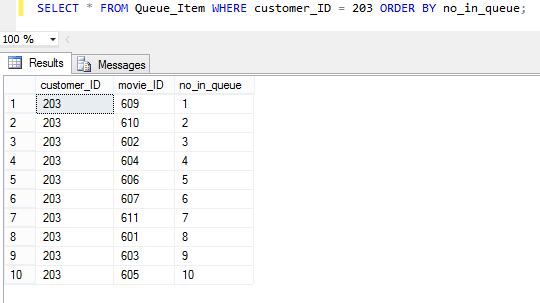 SELECT * FROM Queue_Item WHERE customer_ID = 203 ORDER BY no_in_queue;
100 %
Results Messages
customer_ID movie_ID no_in_queue
1 203 609 1
2 203 610 2
3 203 602 3
4 203 604 4
5 203 606 5
6 203 607 6
7 203 611 7
8 203 601 8
9 203 603 9
10 203 605 10